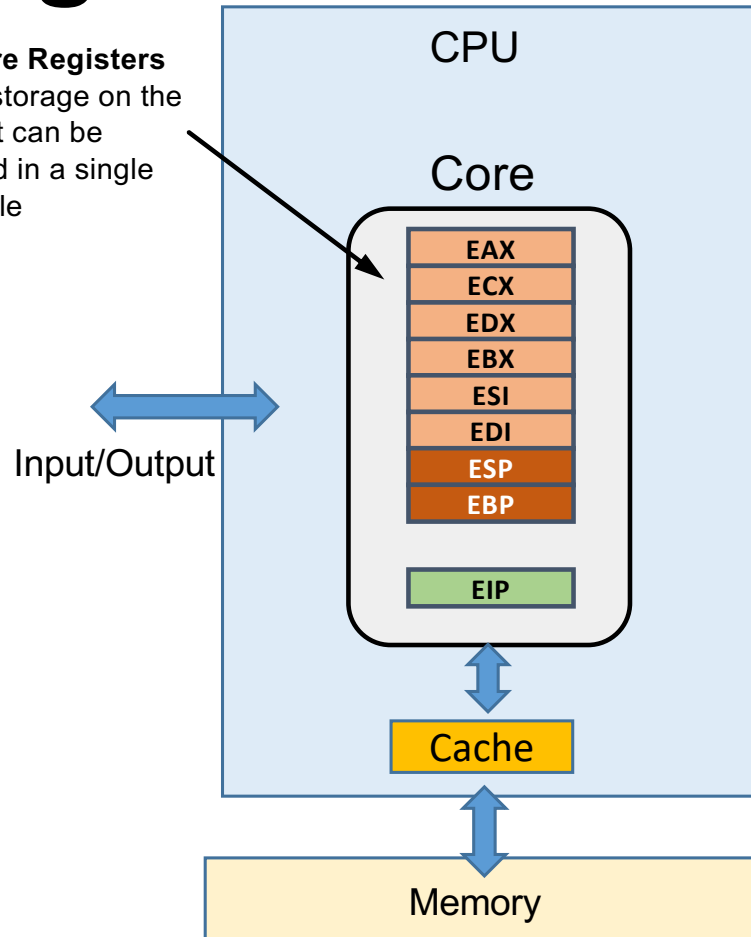 CPU
re Registers
storage on the
t can be
d in a single
le
Core
EAX
ECX
EDX
EBX
ESI
EDI
ESP
EBP
EIP
Input/Output
Cache
Memory